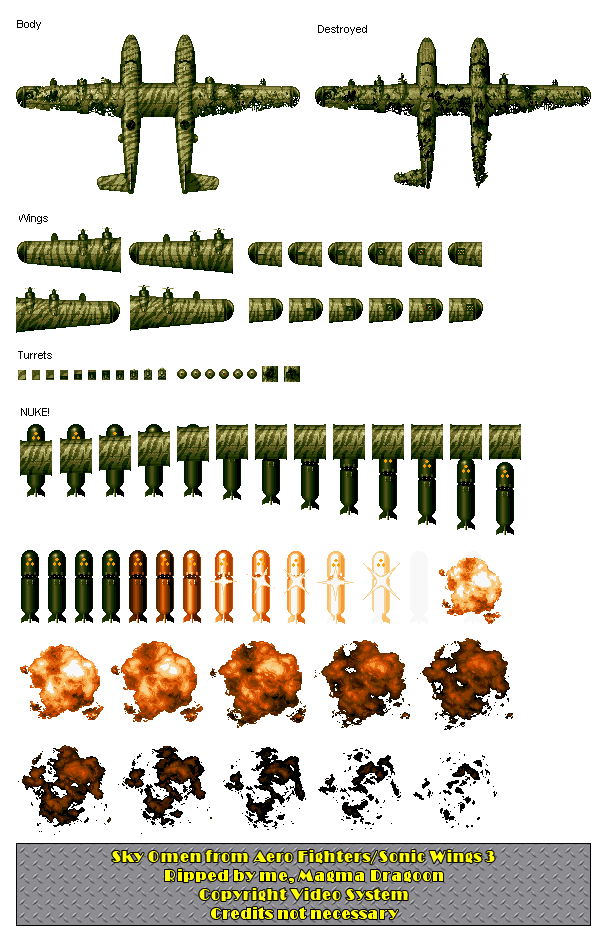 Body
Destroyed
Wings
Turrets
NUKE!
Sky Omen from Aero Fighters/Sonic Wings 3
Ripped by me, Magma Dragoon
Copyright Video System
Credits not necessary